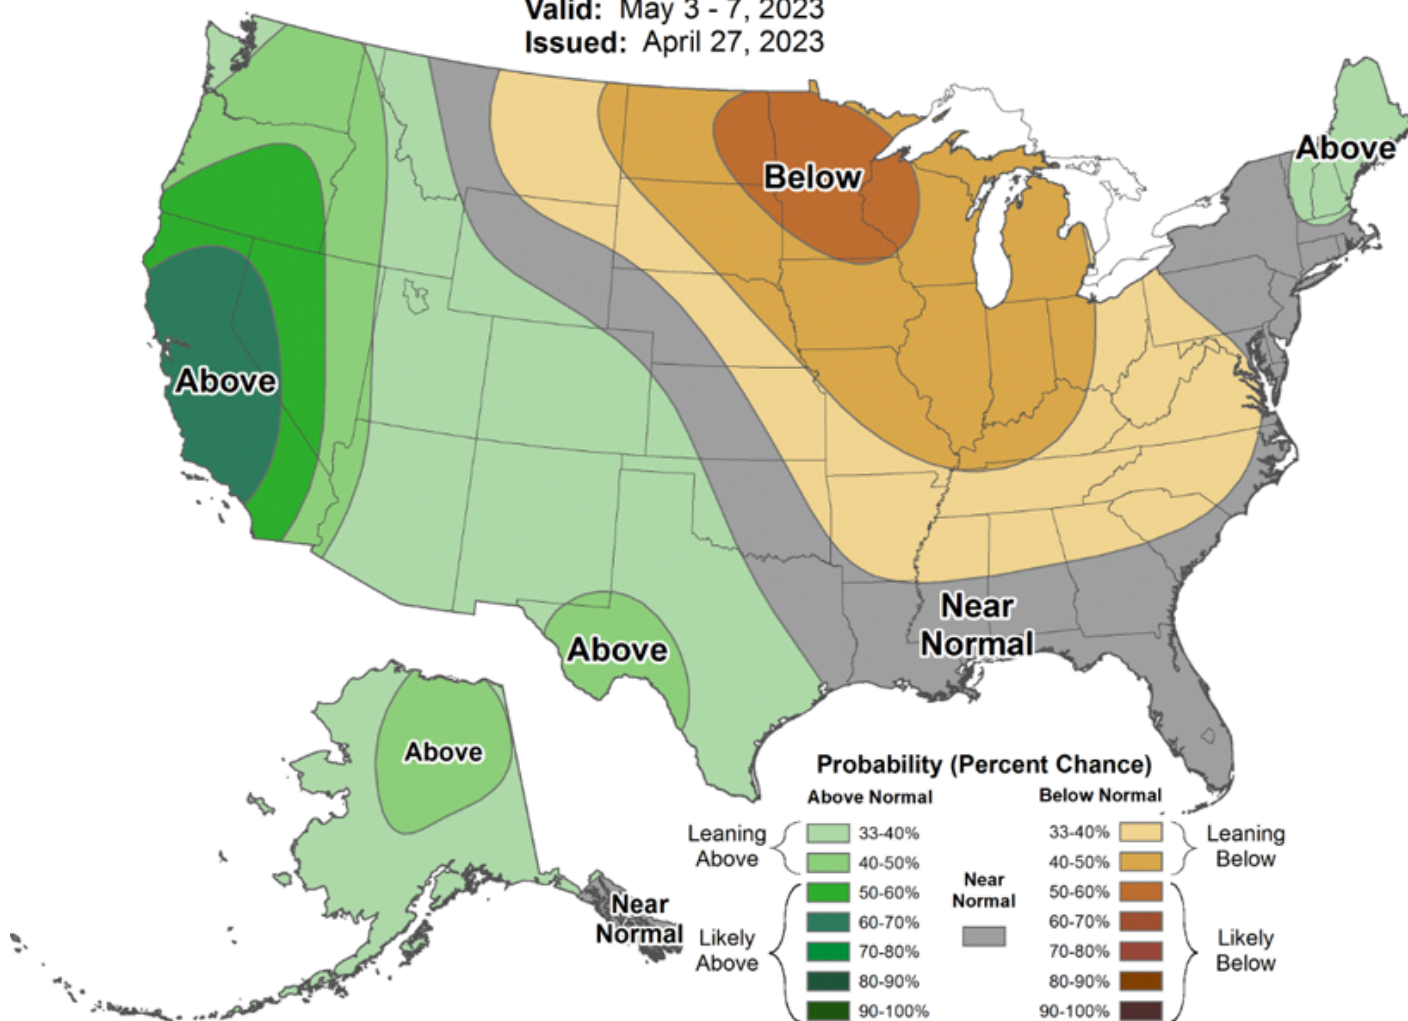 Valid: May 3 - 7, 2023
Issued: April 27, 2023
Above
Below
Above
Above
Near
Normal
Above
Near
Normal
Probability (Percent Chance)
Above Normal
Below Normal
Leaning
Above
33-40%
40-50%
Likely
Above
50-60%
60-70%
70-80%
80-90%
90-100%
Near
Normal
33-40%
40-50%
Leaning
Below
50-60%
60-70%
70-80%
80-90%
90-100%
Likely
Below